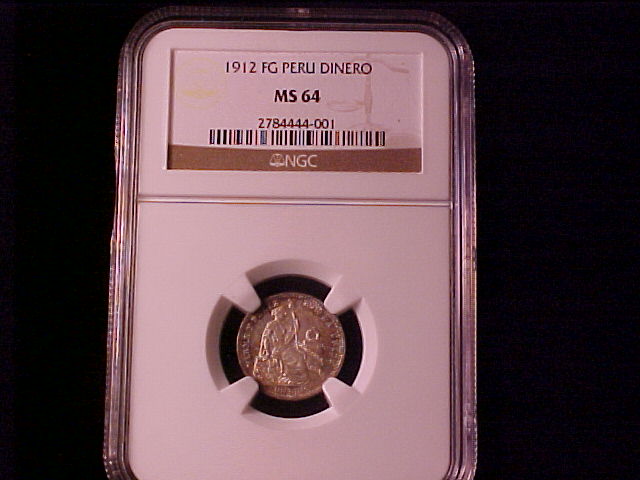 1912 FG PERU DINERO
MS 64
2784444-001
NGC